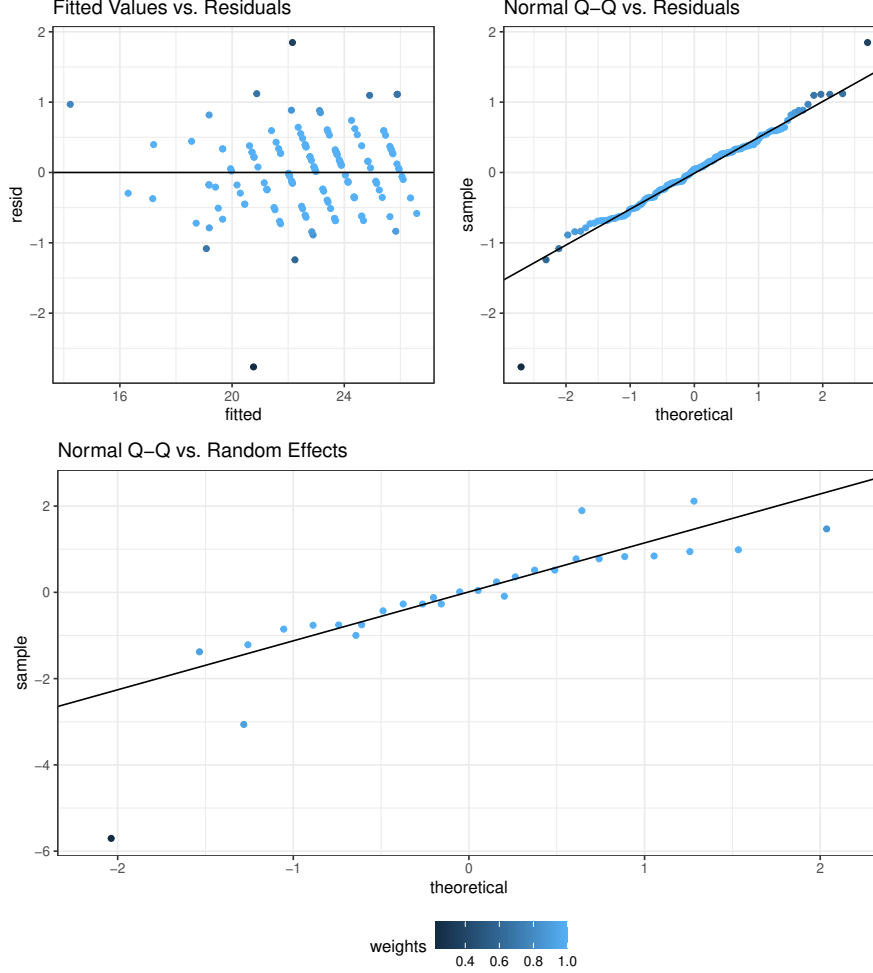 Fitted Values vs. Residuals
2
1
0
−1
−2
resid
16 20 24
fitted
Normal Q−Q vs. Residuals
2
1
0
−1
−2
sample
−2 −1 0 1 2
theoretical
Normal Q−Q vs. Random Effects
2
0
−2
−4
−6
sample
−2 −1 0 1 2
theoretical
weights
0.4 0.6 0.8 1.0